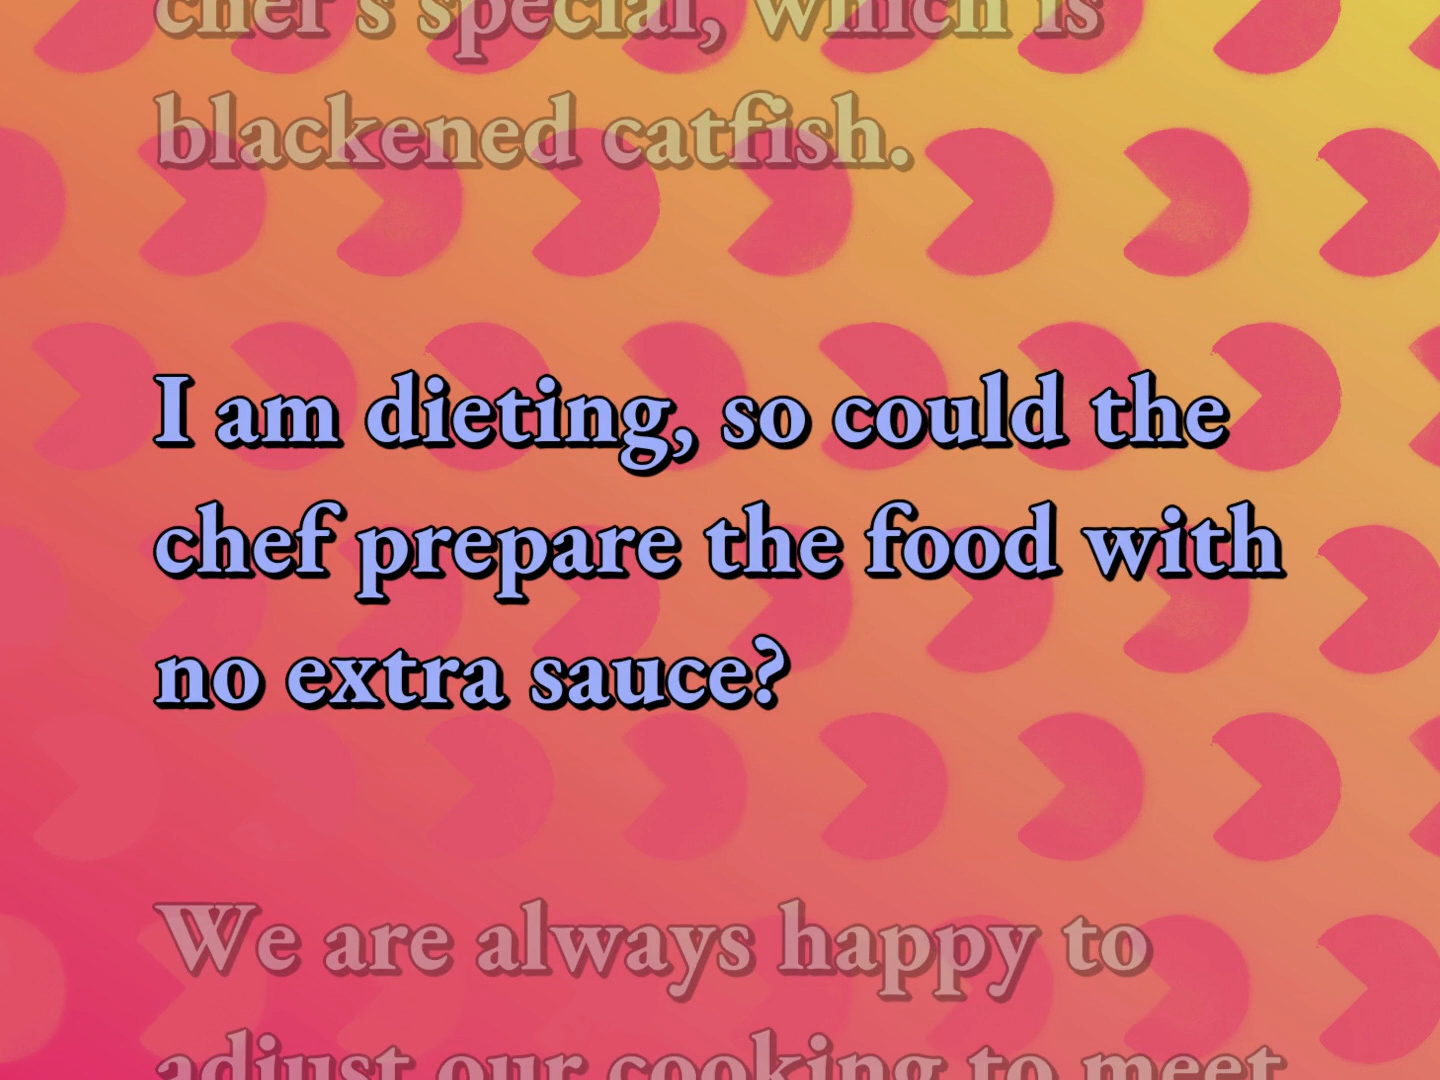 chef's special, which is
blackened catfish.
I am dieting, so could the
chef prepare the food with
no extra sauce?
We are always happy to
adjust our cooking to meet